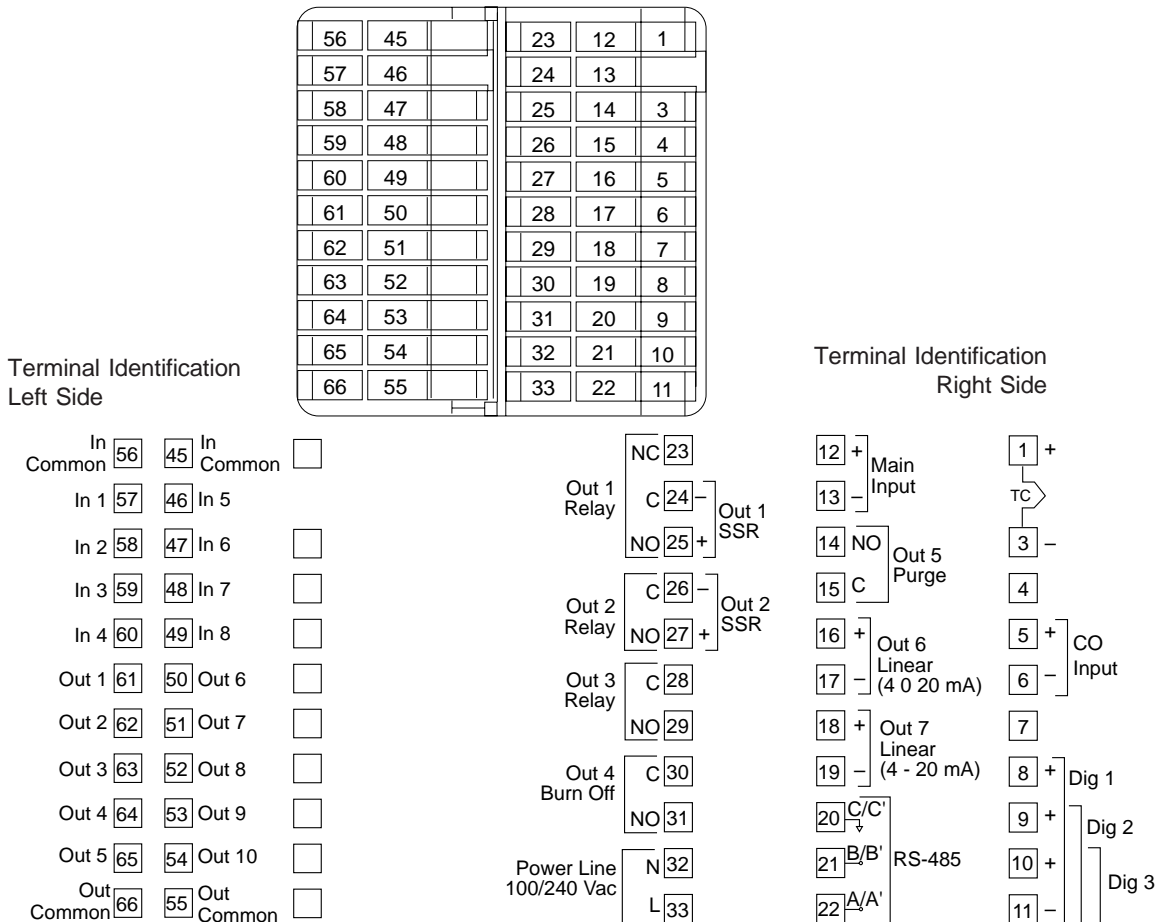 56 45 23 12 1
57 46 24 13
58 47 25 14 3
59 48 26 15 4
60 49 27 16 5
61 50 28 17 6
62 51 29 18 7
63 52 30 19 8
64 53 31 20 9
65 54 32 21 10
66 55 33 22 11
Terminal Identification
Left Side
In
Common 56 45 In
Common
In 1 57 46 In 5
In 2 58 47 In 6
In 3 59 48 In 7
In 4 60 49 In 8
Out 1 61 50 Out 6
Out 2 62 51 Out 7
Out 3 63 52 Out 8
Out 4 64 53 Out 9
Out 5 65 54 Out 10
Out
Common 66 55 Out
Common
Out 1
Relay
NC 23
C 24 –
NO 25 +
Out 1
SSR
Out 2
Relay
C 26 –
NO 27 +
Out 2
SSR
Out 3
Relay
C 28
NO 29
Out 4
Burn Off
C 30
NO 31
Power Line
100/240 Vac
N 32
L 33
Terminal Identification
Right Side
12 +
13 –
Main
Input
14 NO
15 C
Out 5
Purge
16 +
17 –
Out 6
Linear
(4 0 20 mA)
18 +
19 –
Out 7
Linear
(4 - 20 mA)
20 C/C'
21 B/B'
22 A/A'
RS-485
1 +
TC
3 –
4
5 +
6 –
CO
Input
7
8 + Dig 1
9 + Dig 2
10 + Dig 3
11 –